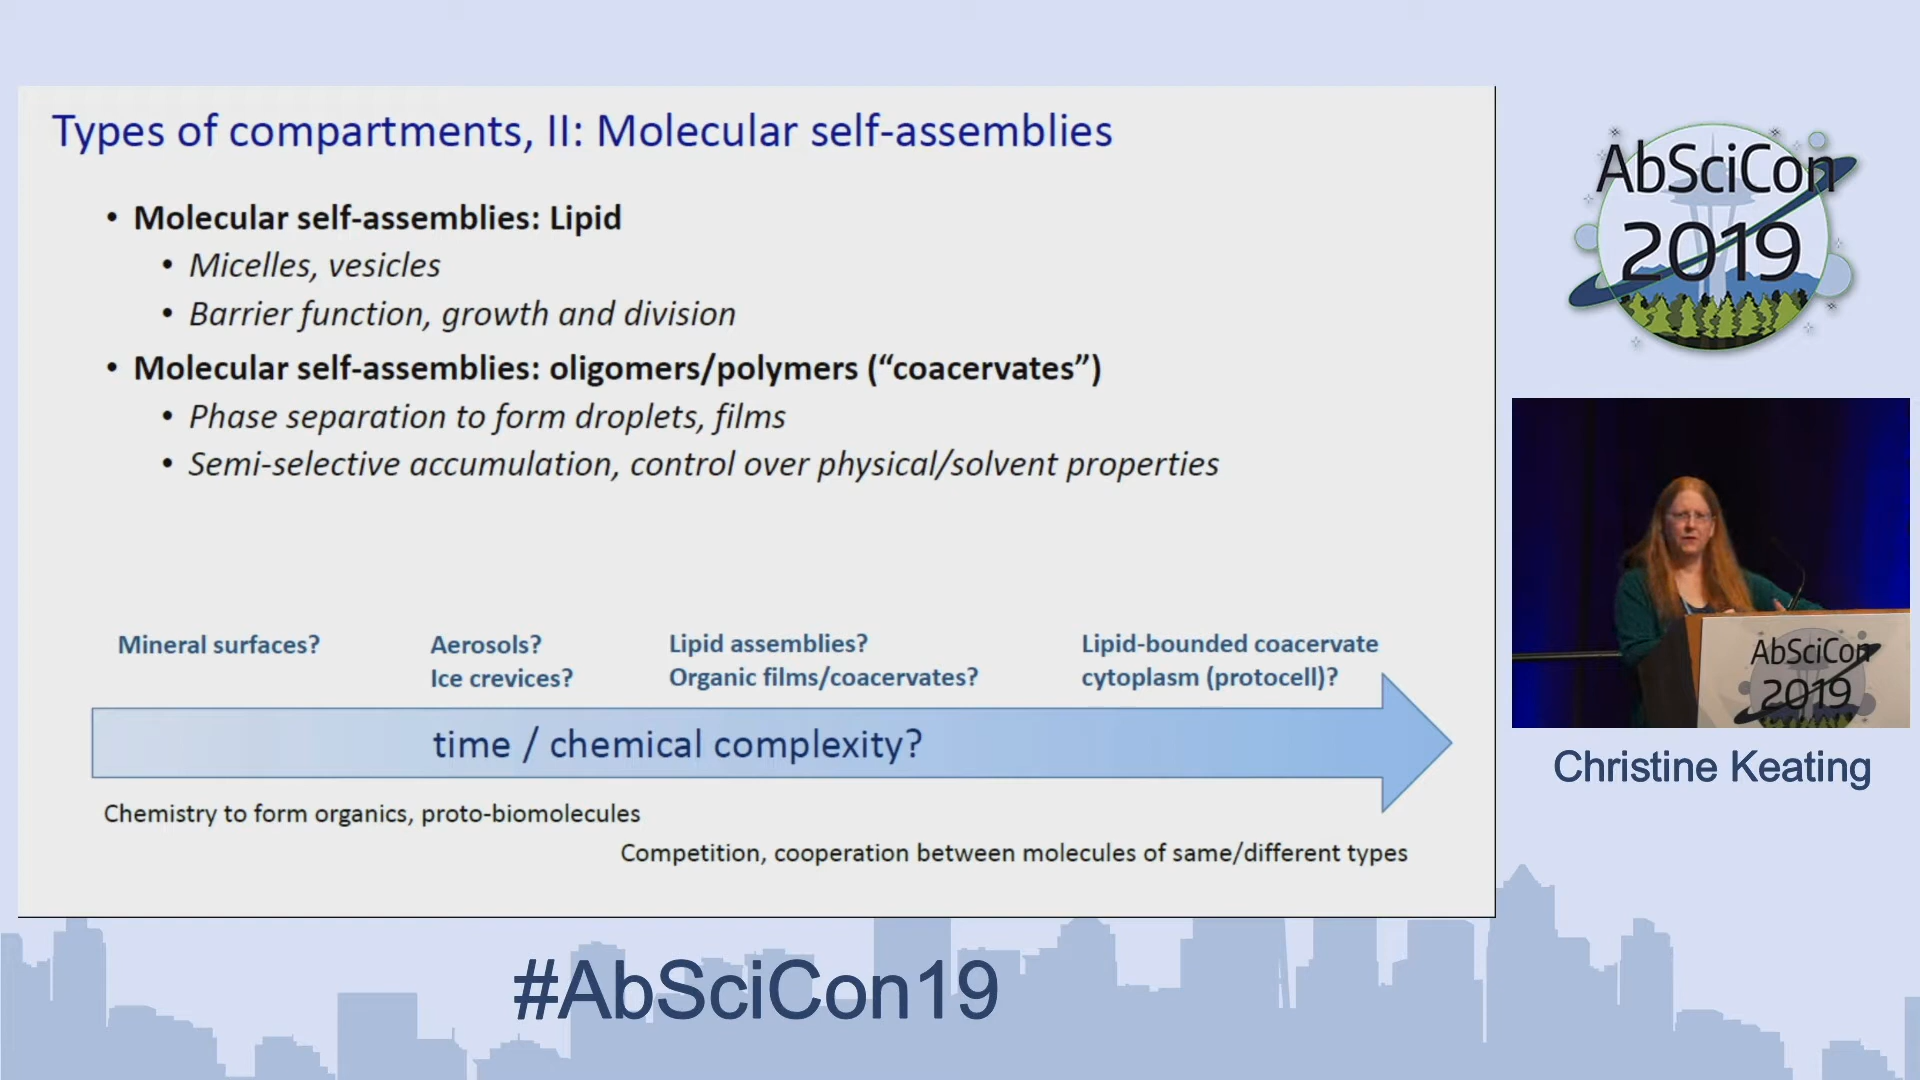 Types of compartments, II: Molecular self-assemblies
• Molecular self-assemblies: Lipid
• Micelles, vesicles
• Barrier function, growth and division
• Molecular self-assemblies: oligomers/polymers (“coacervates”)
• Phase separation to form droplets, films
• Semi-selective accumulation, control over physical/solvent properties
Mineral surfaces?
Aerosols?
Ice crevices?
Lipid assemblies?
Organic films/coacervates?
Lipid-bounded coacervate
cytoplasm (protocell)?
time / chemical complexity?
Chemistry to form organics, proto-biomolecules
Competition, cooperation between molecules of same/different types
AbSciCon
2019
AbSciCon
2019
Christine Keating
#AbSciCon19